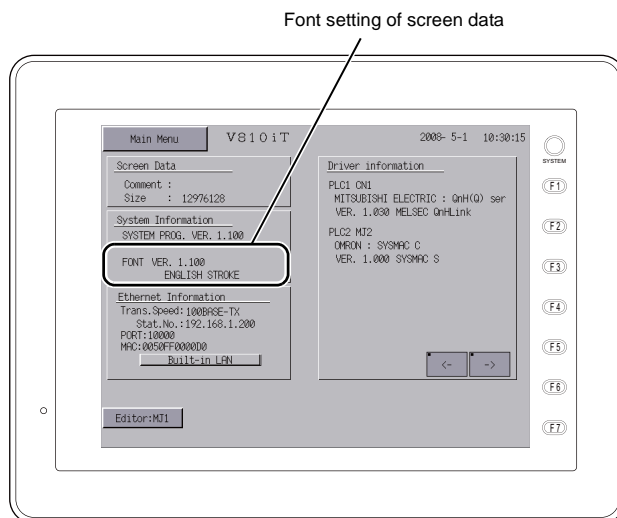 Font setting of screen data
Main Menu
V810iT
2008- 5-1 10:30:15
SYSTEM
Screen Data
Comment :
Size : 12976128
System Information
SYSTEM PROG. VER. 1.100
FONT VER. 1.100
ENGLISH STROKE
Ethernet Information
Trans.Speed:100BASE-TX
Stat.No.:192.168.1.200
PORT:10000
MAC:0050FF0000D0
Built-in LAN
Driver information
PLC1 CN1
MITSUBISHI ELECTRIC : QnH(Q) ser
VER. 1.030 MELSEC QnHLink
PLC2 MJ2
OMRON : SYSMAC C
VER. 1.000 SYSMAC S
<- ->
Editor:MJ1
F1
F2
F3
F4
F5
F6
F7